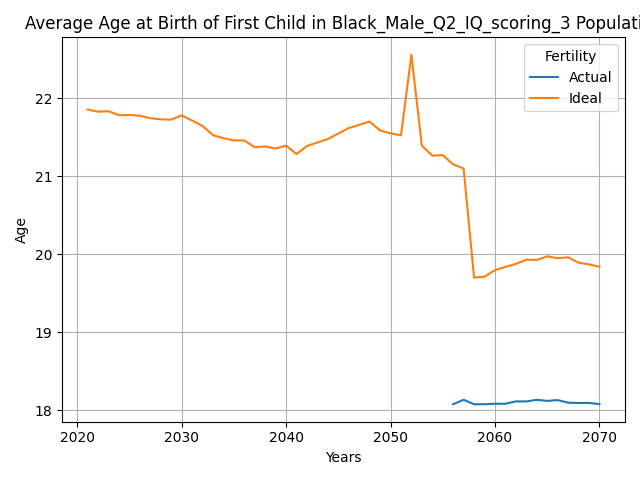 Average Age at Birth of First Child in Black_Male_Q2_IQ_scoring_3 Populati
Fertility
Actual
Ideal
Age
22
21
20
19
18
2020 2030 2040 2050 2060 2070
Years